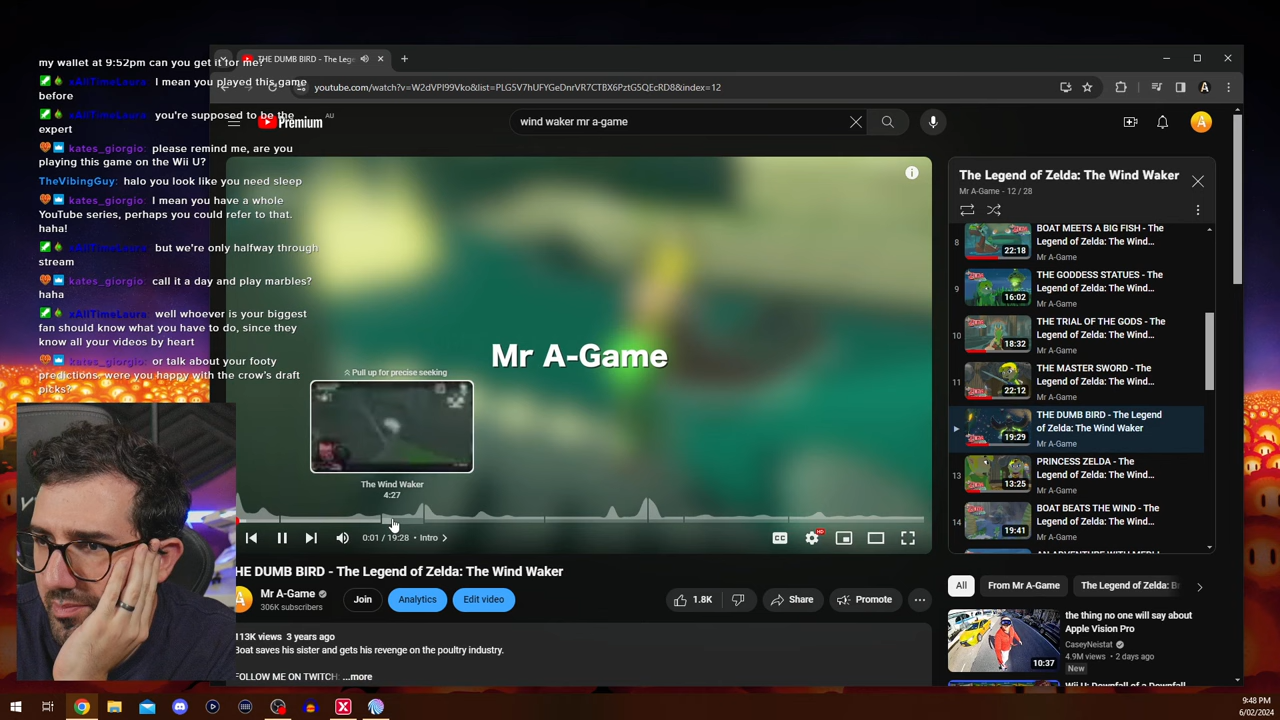 my wallet at 9:52pm can you get it for me?
xAllTimeLaura: I mean you played this game
before
xAllTimeLaura: you're supposed to be the
expert
kates_giorgio: please remind me, are you
playing this game on the Wii U?
TheVibingGuy: halo you look like you need sleep
kates_giorgio: I mean you have a whole
YouTube series, perhaps you could refer to that.
haha!
xAllTimeLaura: but we're only halfway through
stream
kates_giorgio: call it a day and play marbles?
haha
xAllTimeLaura: well whoever is your biggest
fan should know what you have to do, since they
know all your videos by heart
kates_giorgio: or talk about your footy
predictions. were you happy with the crow's draft
picks?
THE DUMB BIRD - The Leg
youtube.com/watch?v=W2dVPI99Vko&list=PLG5V7hUFYGeDnrVR7CTBX6PztG5QEcRD8&index=12
A
Premium AU
wind waker mr a-game
Mr A-Game
Pull up for precise seeking
The Wind Waker
4:27
0:01 / 19:28 • Intro
CC
HD
THE DUMB BIRD - The Legend of Zelda: The Wind Waker
Mr A-Game
306K subscribers
Join
Analytics
Edit video
1.8K
Share
Promote
113K views 3 years ago
Boat saves his sister and gets his revenge on the poultry industry.
FOLLOW ME ON TWITCH: ...more
The Legend of Zelda: The Wind Waker
Mr A-Game - 12 / 28
8
22:18
BOAT MEETS A BIG FISH - The
Legend of Zelda: The Wind...
Mr A-Game
9
16:02
THE GODDESS STATUES - The
Legend of Zelda: The Wind...
Mr A-Game
10
18:32
THE TRIAL OF THE GODS - The
Legend of Zelda: The Wind...
Mr A-Game
11
22:12
THE MASTER SWORD - The
Legend of Zelda: The Wind...
Mr A-Game
19:29
THE DUMB BIRD - The Legend
of Zelda: The Wind Waker
Mr A-Game
13
13:25
PRINCESS ZELDA - The
Legend of Zelda: The Wind...
Mr A-Game
14
19:41
BOAT BEATS THE WIND - The
Legend of Zelda: The Wind...
Mr A-Game
All
From Mr A-Game
The Legend of Zelda: Br
10:37
the thing no one will say about
Apple Vision Pro
CaseyNeistat
4.9M views • 2 days ago
New
9:48 PM
6/02/2024